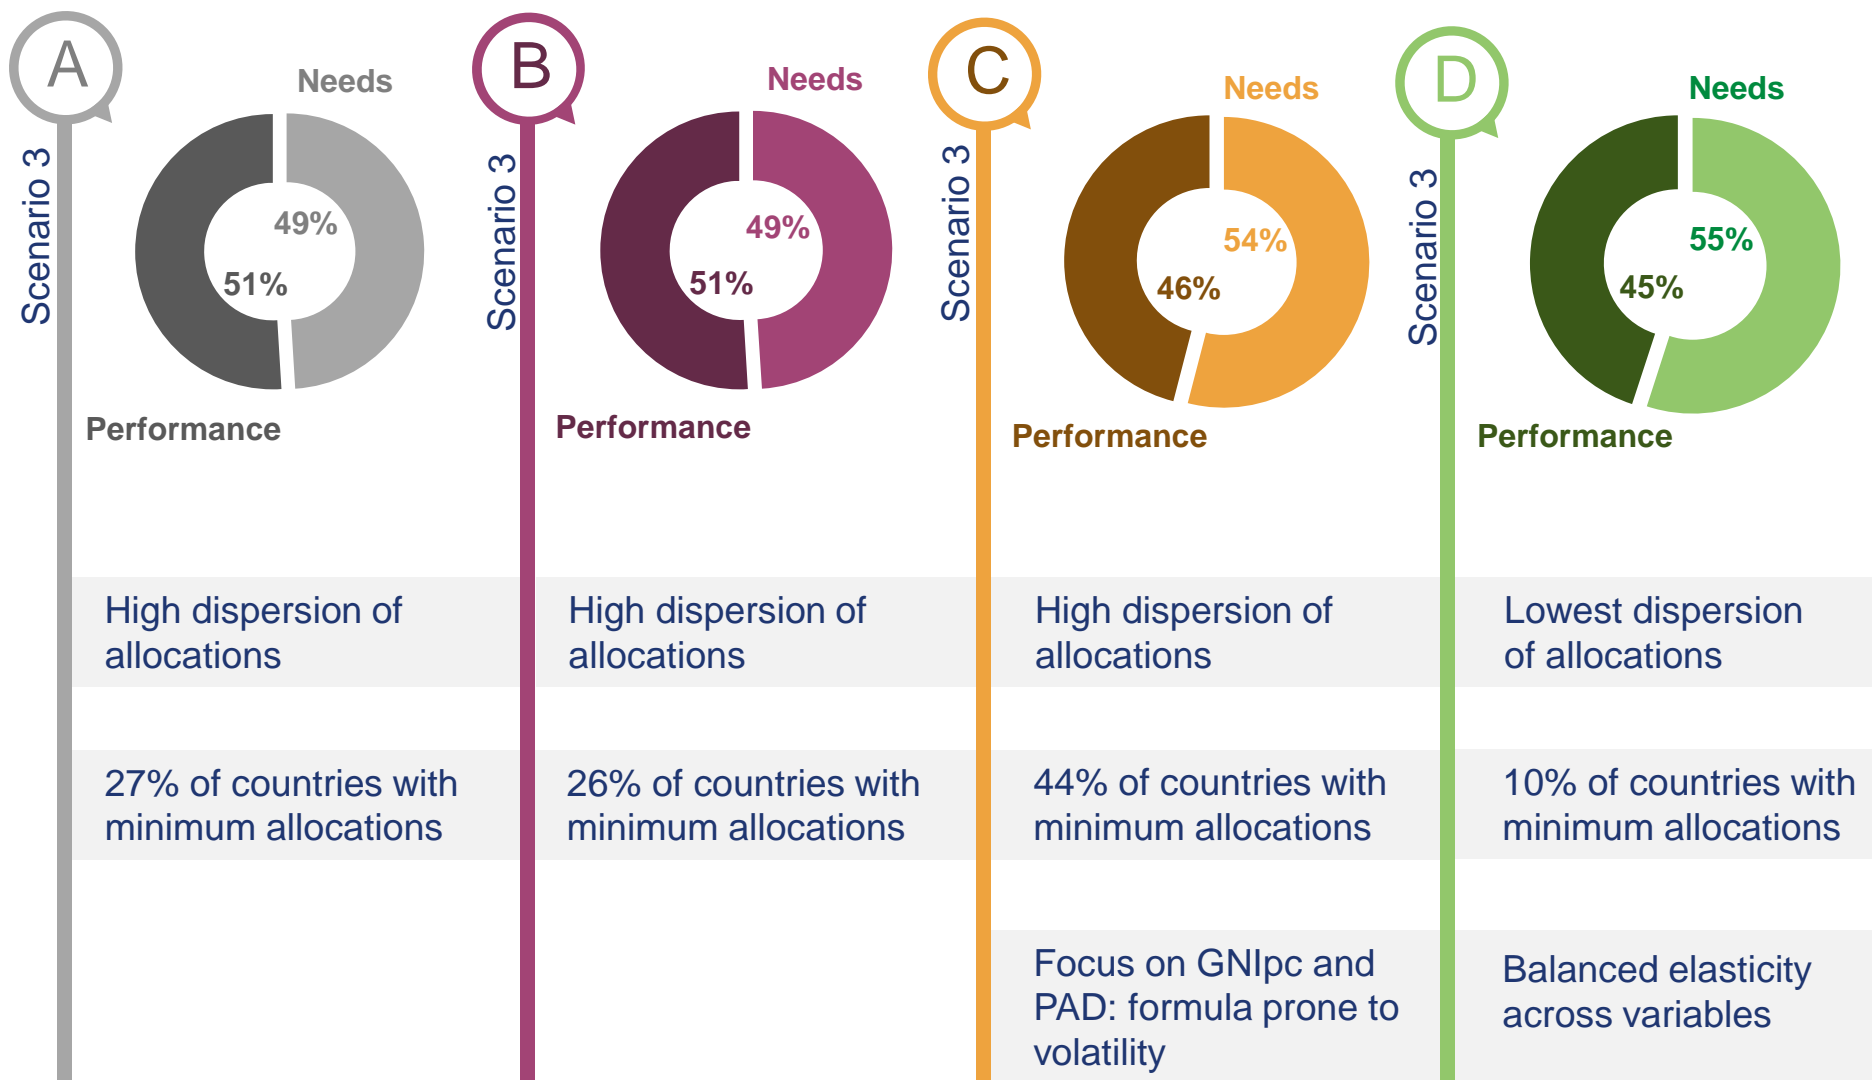 A
Scenario 3
Needs
49%
51%
Performance
High dispersion of
allocations
27% of countries with
minimum allocations
B
Scenario 3
Needs
49%
51%
Performance
High dispersion of
allocations
26% of countries with
minimum allocations
C
Scenario 3
Needs
54%
46%
Performance
High dispersion of
allocations
44% of countries with
minimum allocations
Focus on GNIpc and
PAD: formula prone to
volatility
D
Scenario 3
Needs
55%
45%
Performance
Lowest dispersion
of allocations
10% of countries with
minimum allocations
Balanced elasticity
across variables